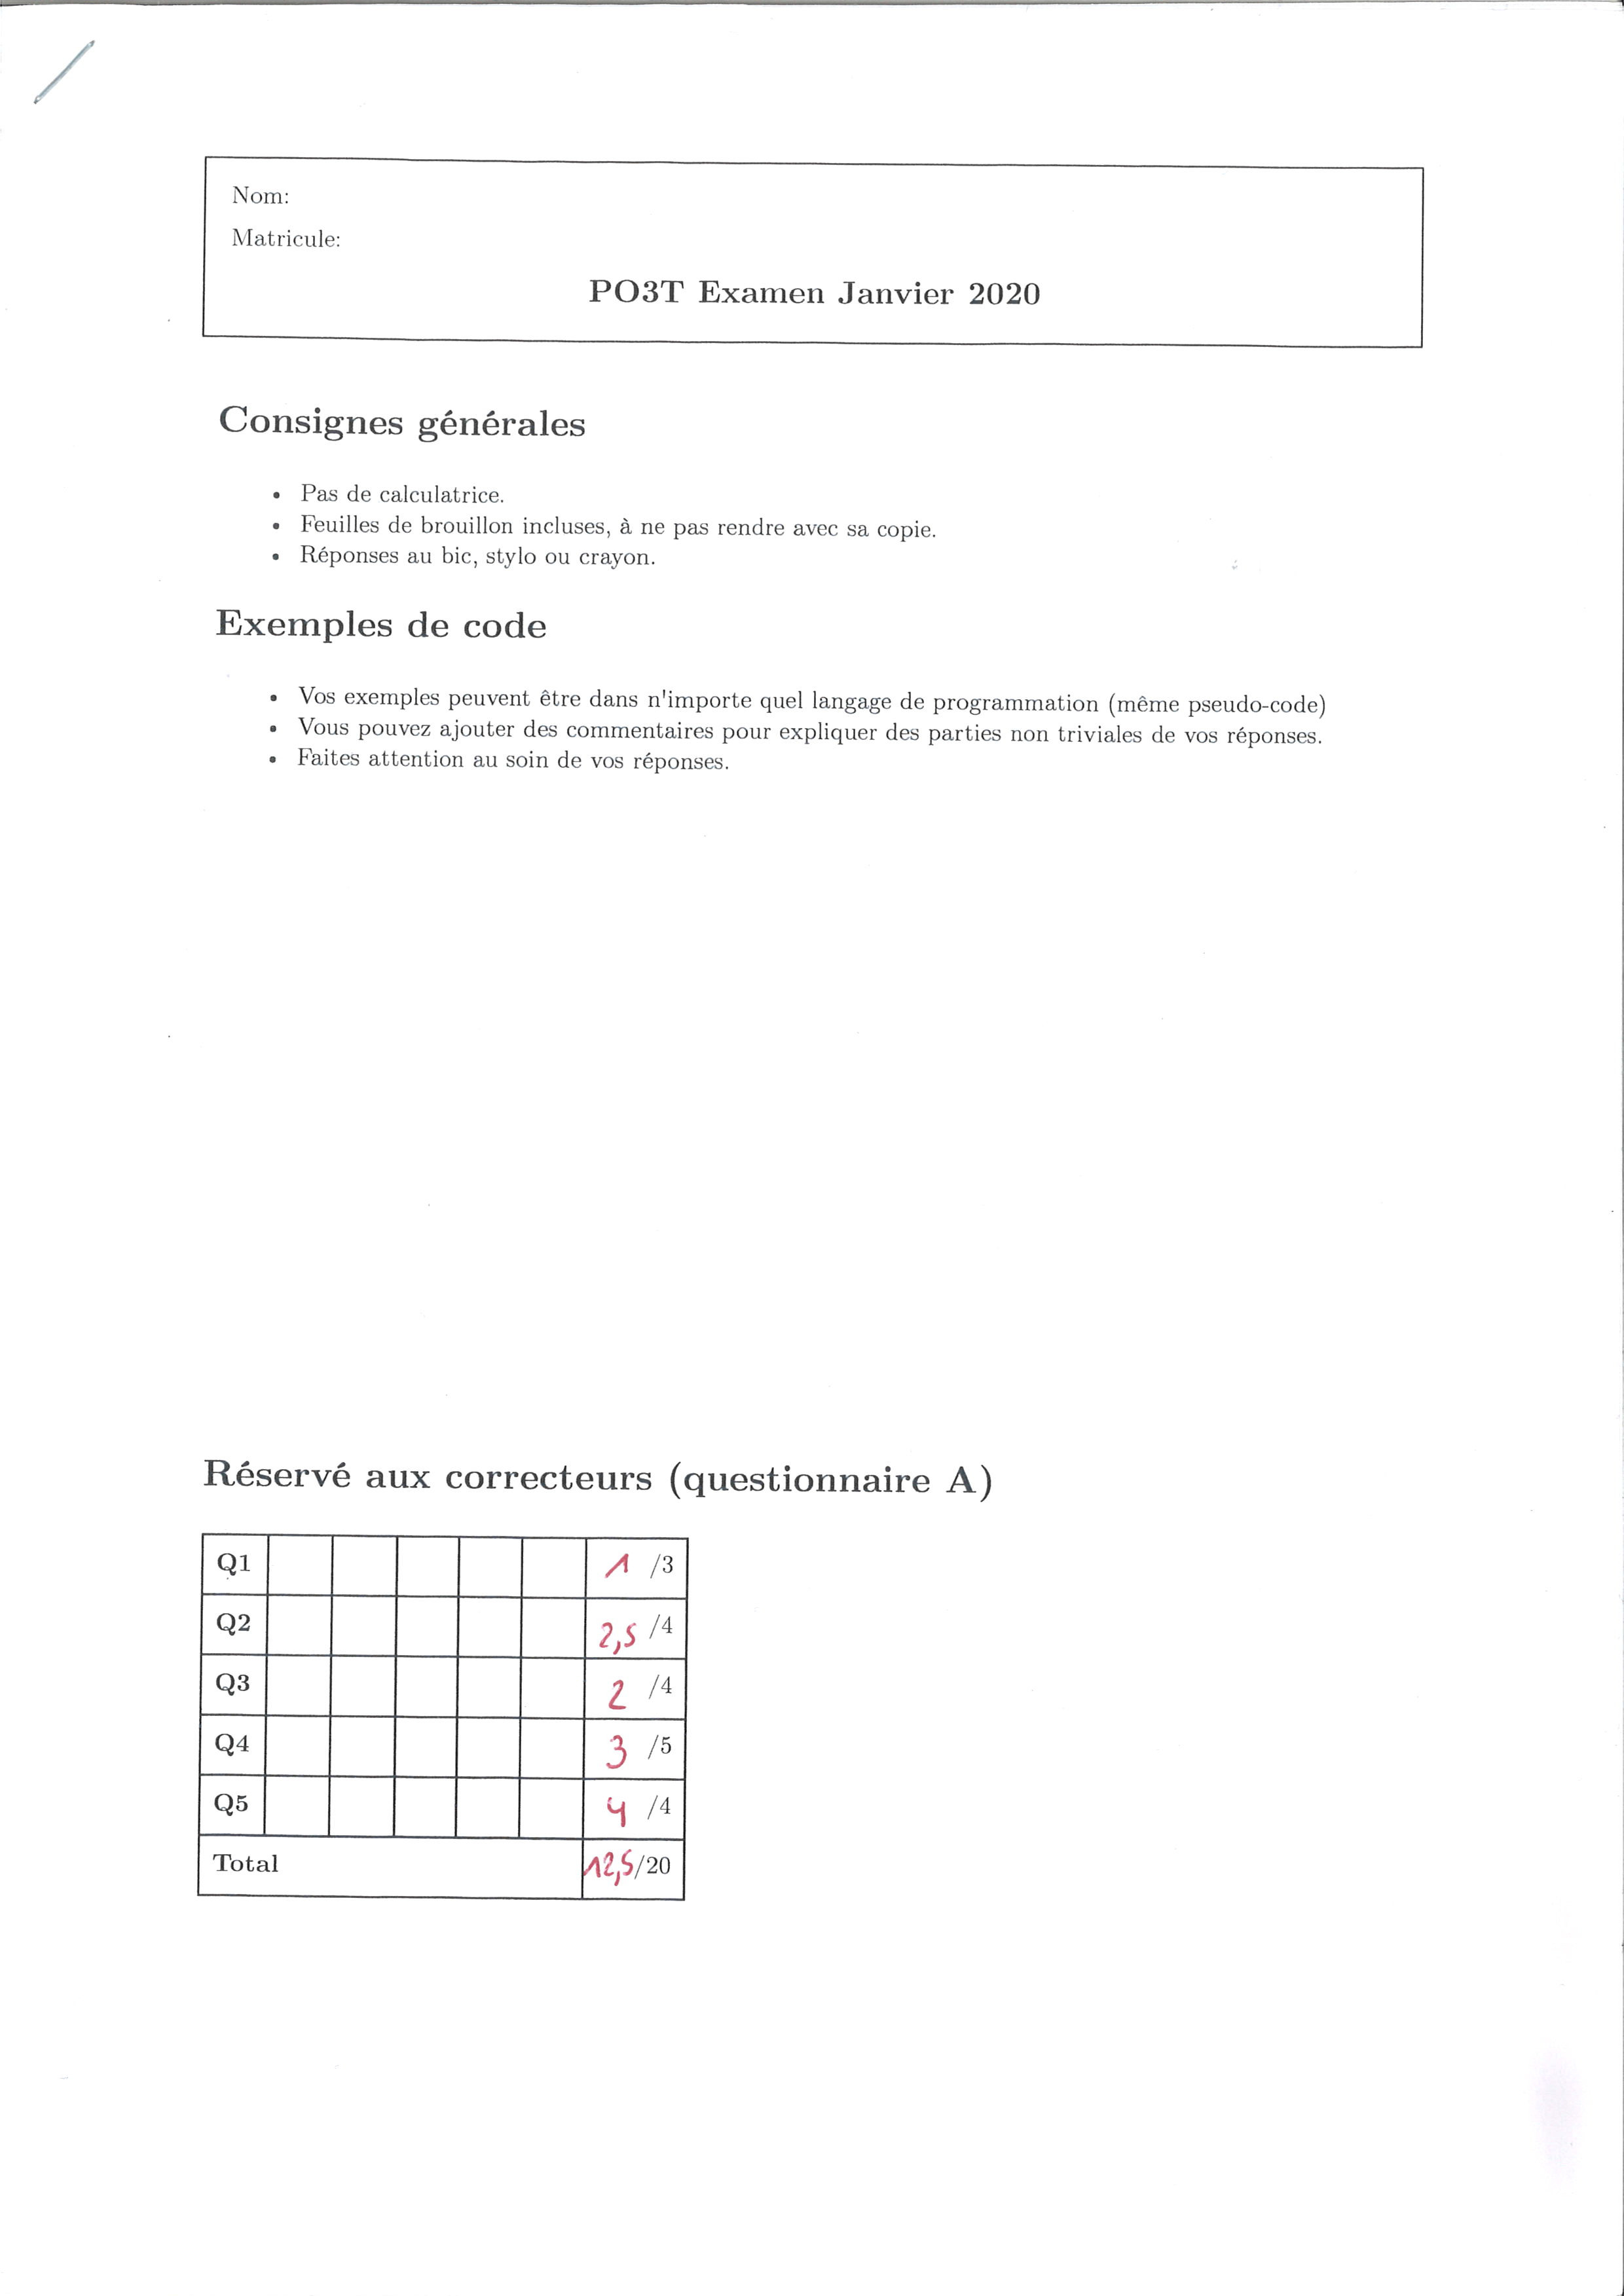 Nom:
Matricule:
PO3T Examen Janvier 2020
Consignes générales
• Pas de calculatrice.
• Feuilles de brouillon incluses, à ne pas rendre avec sa copie.
• Réponses au bic, stylo ou crayon.
Exemples de code
• Vos exemples peuvent être dans n'importe quel langage de programmation (même pseudo-code)
• Vous pouvez ajouter des commentaires pour expliquer des parties non triviales de vos réponses.
• Faites attention au soin de vos réponses.
Réservé aux correcteurs (questionnaire A)
Q1 1 /3
Q2 2,5 /4
Q3 2 /4
Q4 3 /5
Q5 4 /4
Total 12,5/20